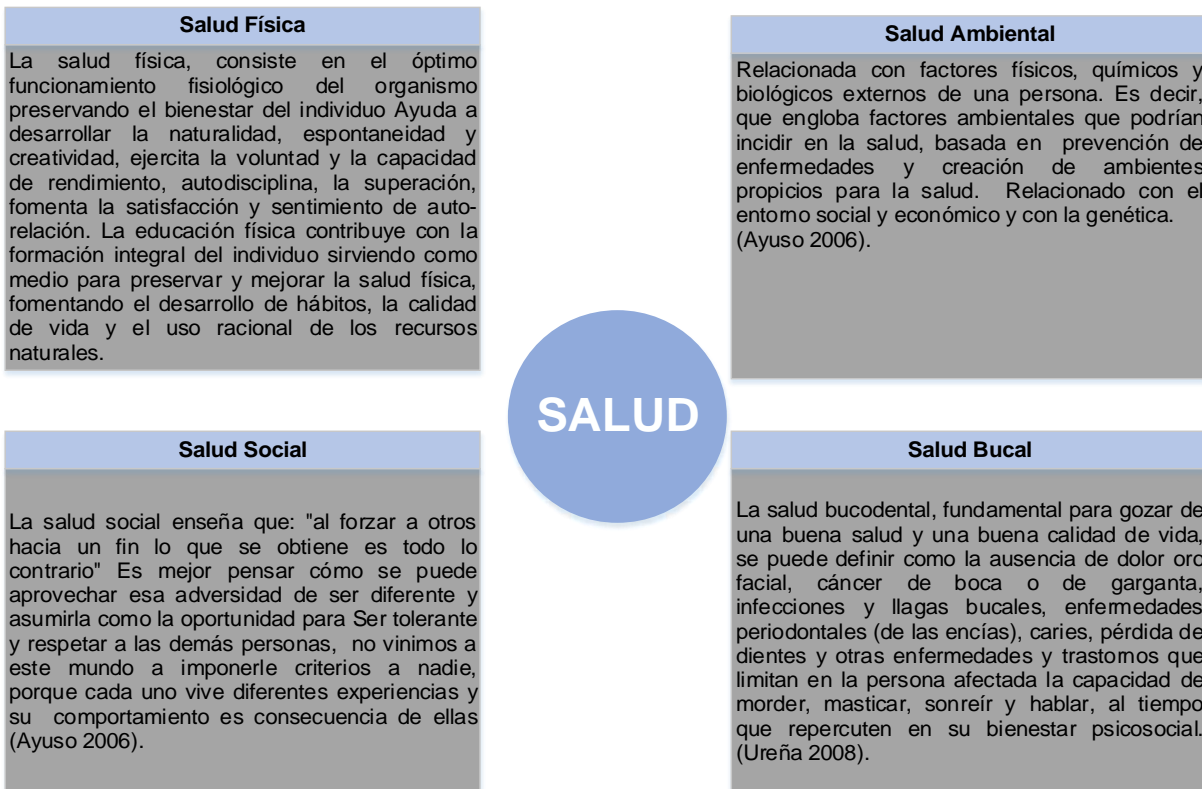 Salud Física
La salud física, consiste en el óptimo
funcionamiento fisiológico del organismo
preservando el bienestar del individuo Ayuda a
desarrollar la naturalidad, espontaneidad y
creatividad, ejercita la voluntad y la capacidad
de rendimiento, autodisciplina, la superación,
fomenta la satisfacción y sentimiento de auto-
relación. La educación física contribuye con la
formación integral del individuo sirviendo como
medio para preservar y mejorar la salud física,
fomentando el desarrollo de hábitos, la calidad
de vida y el uso racional de los recursos
naturales.
Salud Ambiental
Relacionada con factores físicos, químicos y
biológicos externos de una persona. Es decir,
que engloba factores ambientales que podrían
incidir en la salud, basada en prevención de
enfermedades y creación de ambientes
propicios para la salud. Relacionado con el
entorno social y económico y con la genética.
(Ayuso 2006).
SALUD
Salud Social
La salud social enseña que: "al forzar a otros
hacia un fin lo que se obtiene es todo lo
contrario" Es mejor pensar cómo se puede
aprovechar esa adversidad de ser diferente y
asumirla como la oportunidad para Ser tolerante
y respetar a las demás personas, no vinimos a
este mundo a imponerle criterios a nadie,
porque cada uno vive diferentes experiencias y
su comportamiento es consecuencia de ellas
(Ayuso 2006).
Salud Bucal
La salud bucodental, fundamental para gozar de
una buena salud y una buena calidad de vida,
se puede definir como la ausencia de dolor oro
facial, cáncer de boca o de garganta,
infecciones y llagas bucales, enfermedades
periodontales (de las encías), caries, pérdida de
dientes y otras enfermedades y trastornos que
limitan en la persona afectada la capacidad de
morder, masticar, sonreír y hablar, al tiempo
que repercuten en su bienestar psicosocial.
(Ureña 2008).